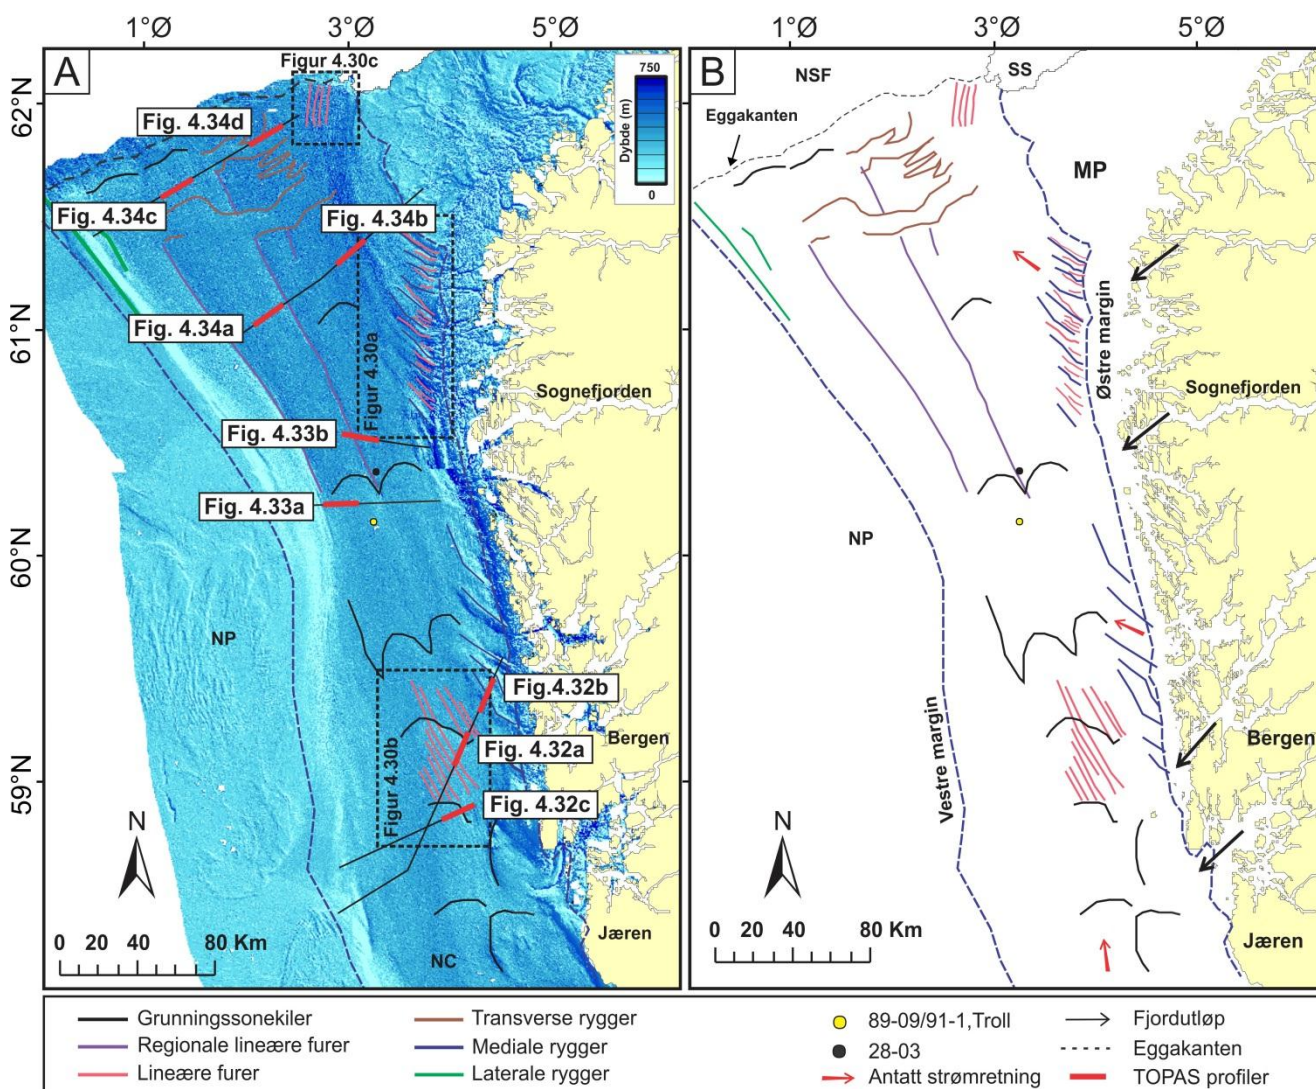 1°Ø 3°Ø 5°Ø
1°Ø 3°Ø 5°Ø
A
Figur 4.30c
750
Dybde (m)
0
62°N
61°N
60°N
59°N
Fig. 4.34d
Fig. 4.34c
Fig. 4.34b
Fig. 4.34a
Figur 4.30a
Sognefjorden
Fig. 4.33b
Fig. 4.33a
NP
Fig.4.32b
Bergen
Fig. 4.32a
Figur 4.30b
Fig. 4.32c
N
Jæren
0 20 40 80 Km
NC
B
NSF
SS
Eggakanten
MP
Østre margin
Sognefjorden
NP
Vestre margin
Bergen
N
Jæren
0 20 40 80 Km
Grunningssonekiler
Regionale lineære furer
Lineære furer
Transverse rygger
Mediale rygger
Laterale rygger
89-09/91-1,Troll
28-03
Antatt strømretning
Fjordutløp
Eggakanten
TOPAS profiler